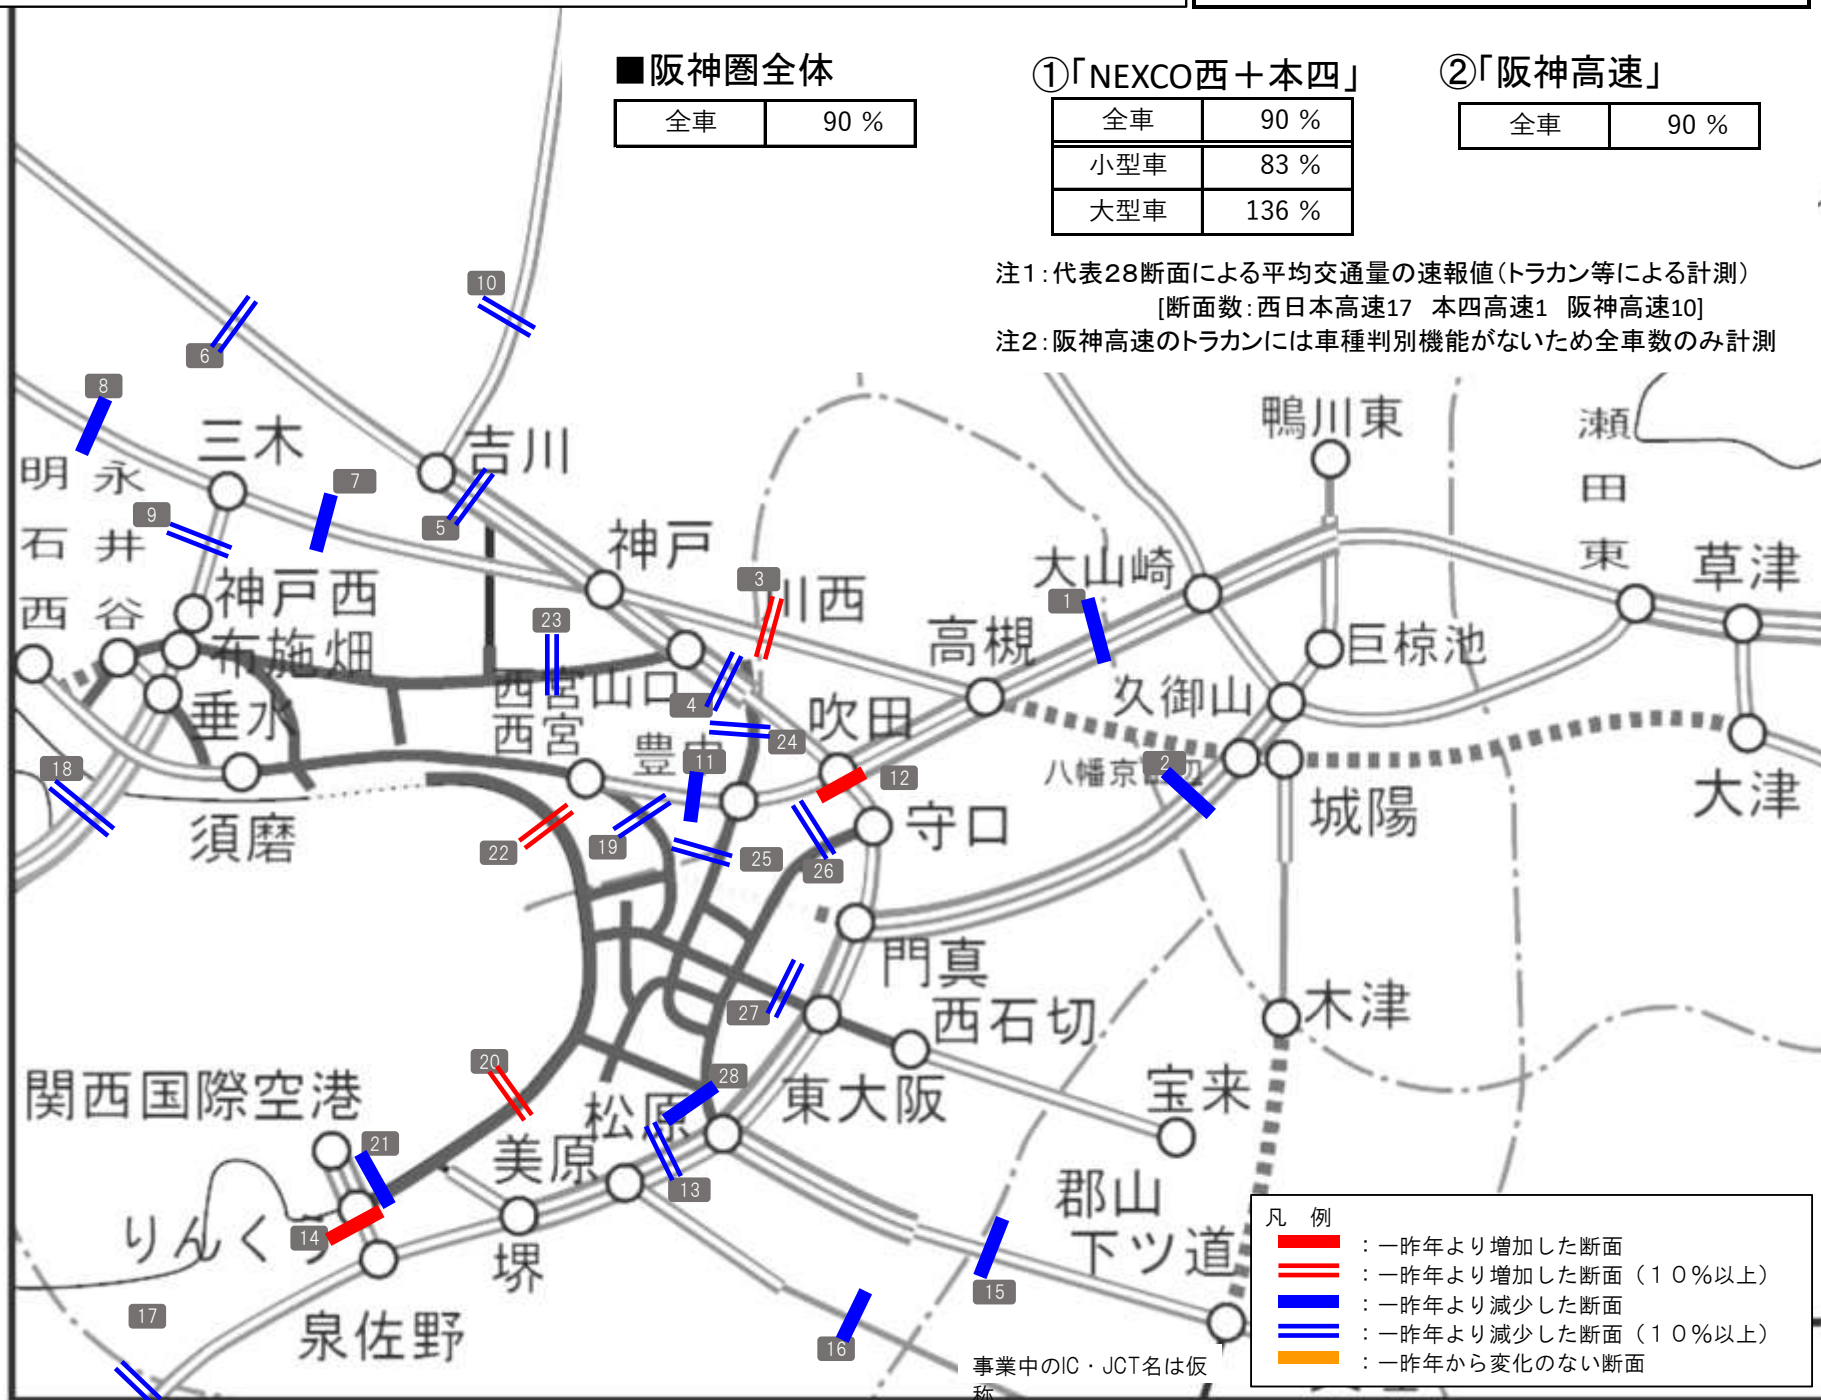 ■阪神圏全体
全車 90 %
①「NEXCO西＋本四」
全車 90 %
小型車 83 %
大型車 136 %
②「阪神高速」
全車 90 %
注１：代表28断面による平均交通量の速報値（トラカン等による計測）
[断面数：西日本高速17　本四高速1　阪神高速10]
注２：阪神高速のトラカンには車種判別機能がないため全車数のみ計測
10
6
8
三木
吉川
7
5
9
明石西
永井谷
神戸西
布施畑
神戸
3
川西
23
西宮山口
西宮
4
24
大山崎
1
高槻
鴨川東
瀬田東
草津
巨椋池
久御山
吹田
豊中
11
12
2
八幡京田辺
城陽
大津
垂水
18
須磨
22
19
25
26
守口
門真
27
西石切
木津
20
関西国際空港
松原
28
東大阪
宝来
21
美原
13
りんくう
14
堺
郡山
下ツ道
15
17
泉佐野
16
事業中のIC・JCT名は仮
称
凡　例
：一昨年より増加した断面
：一昨年より増加した断面（１０％以上）
：一昨年より減少した断面
：一昨年より減少した断面（１０％以上）
：一昨年から変化のない断面